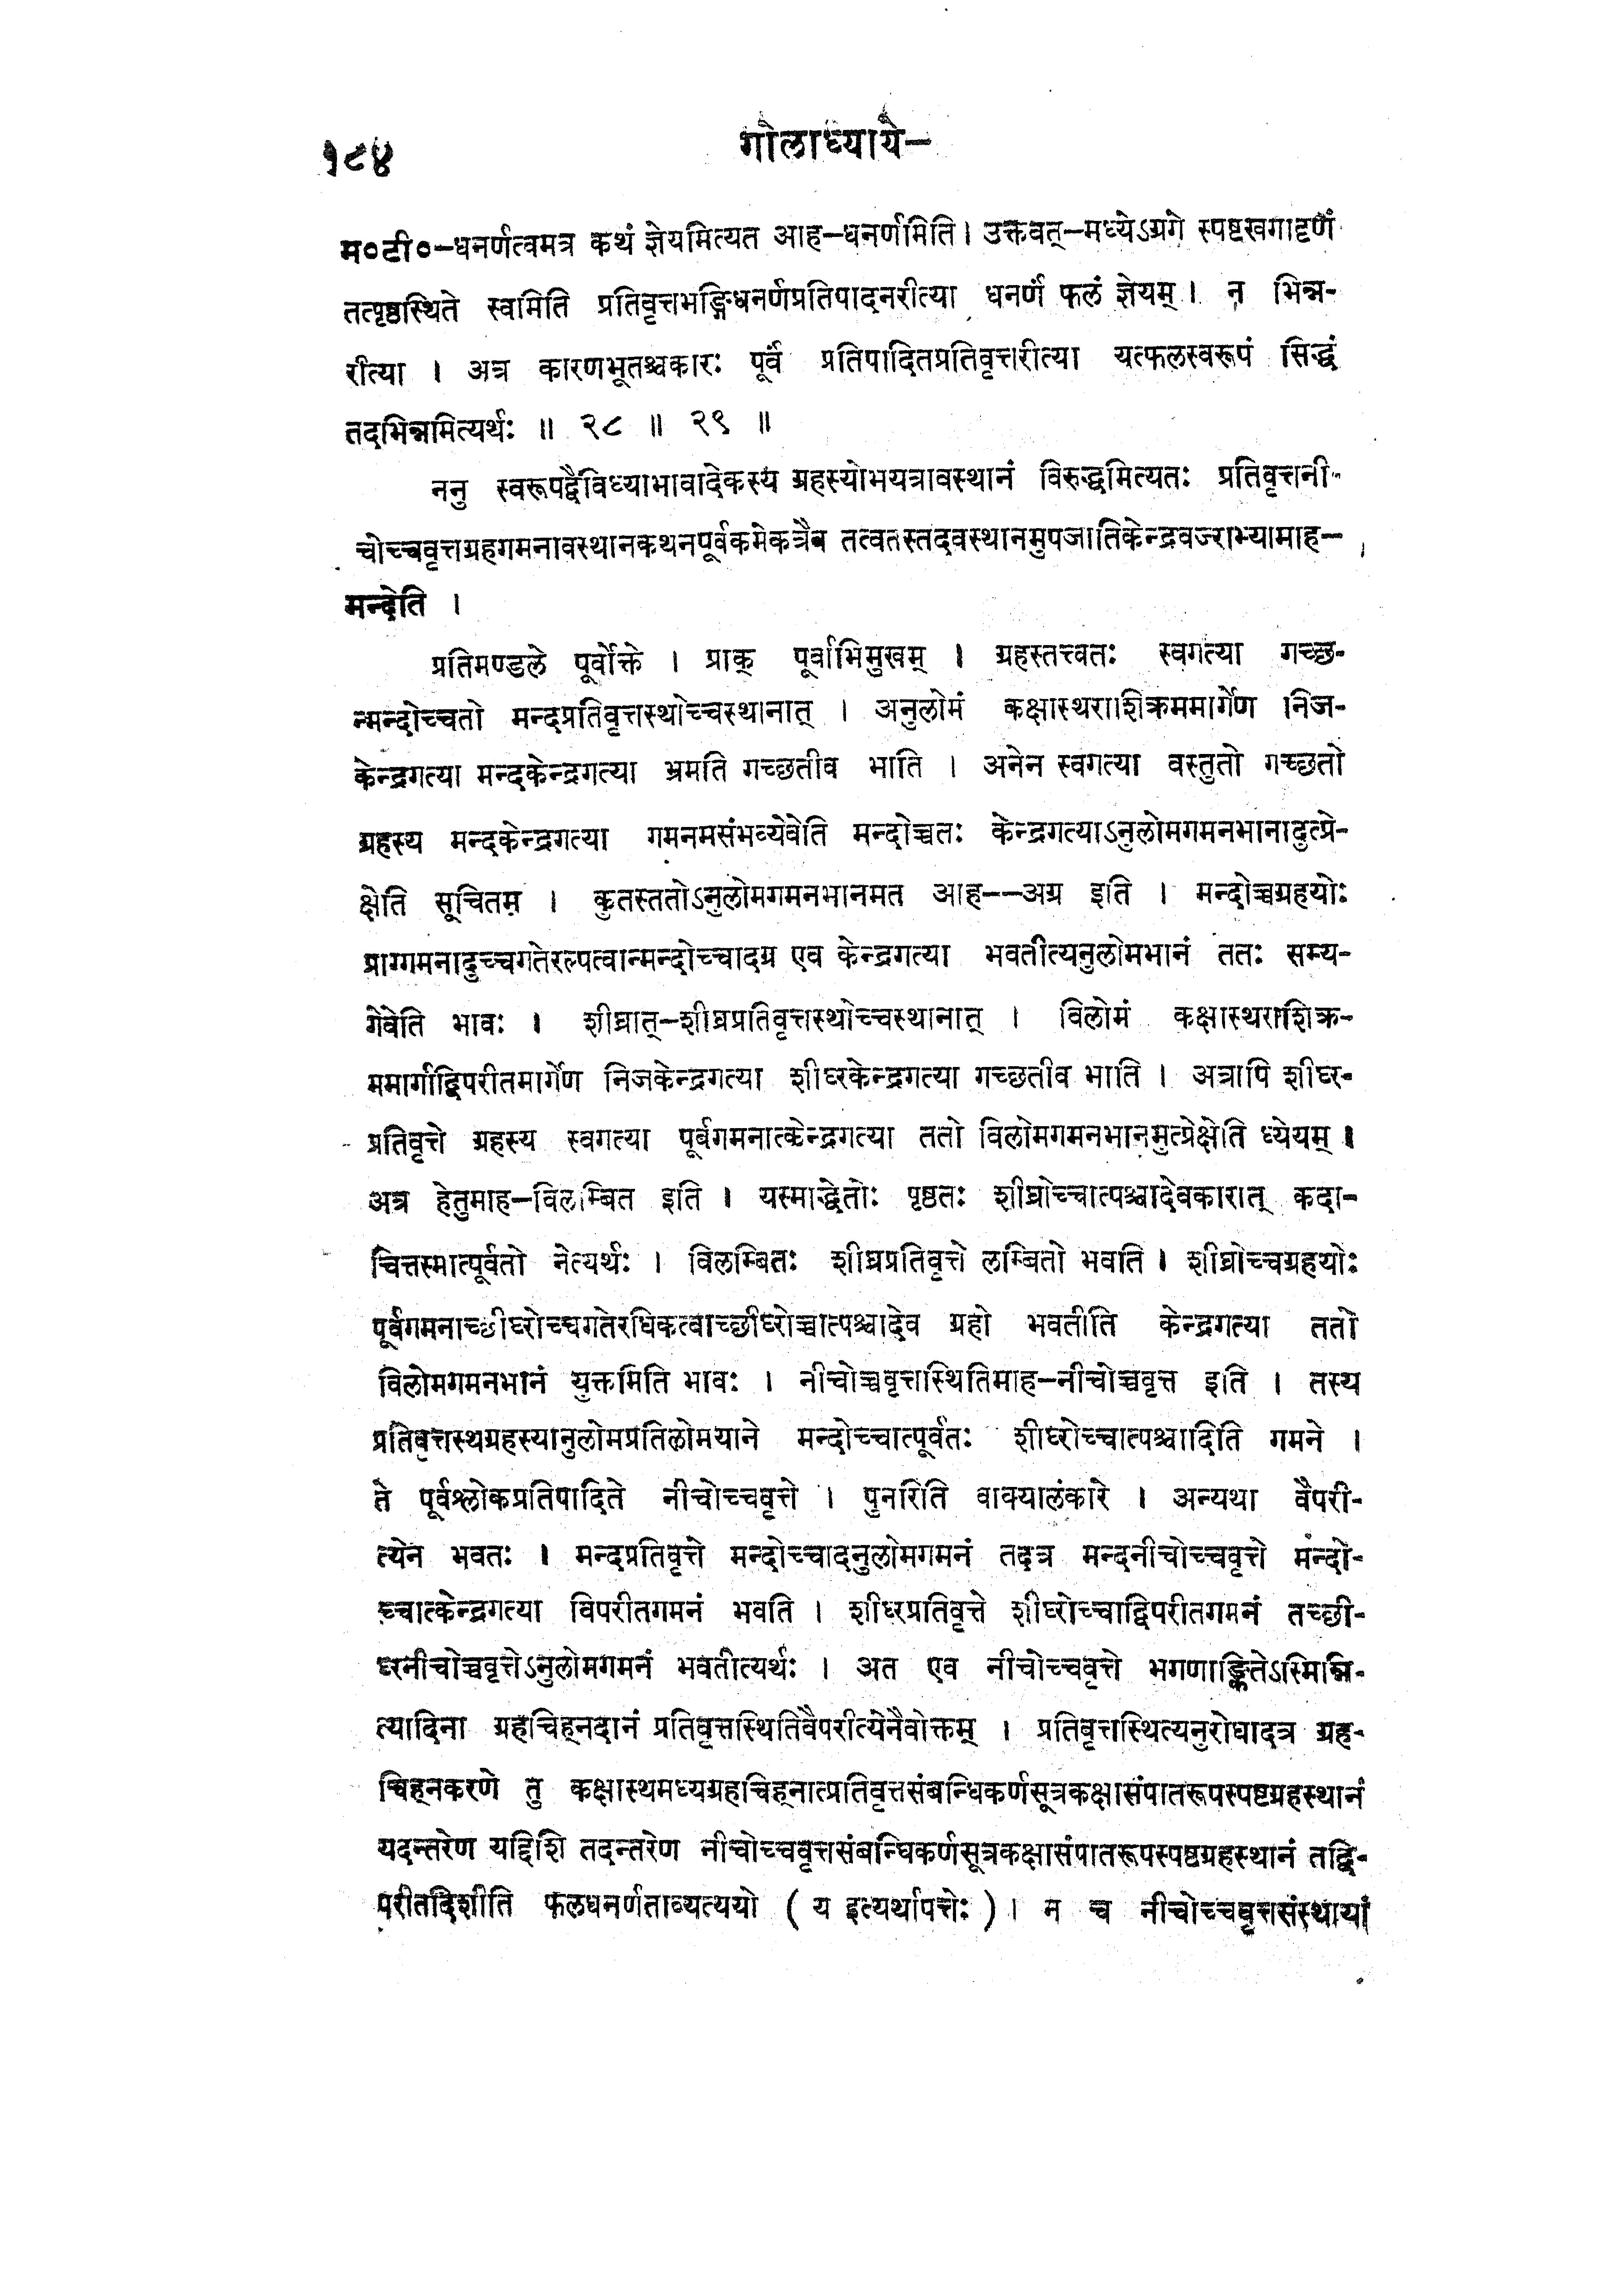 १८४
गोलाध्याये–
म०टी०–धनर्णत्वमत्र कथं ज्ञेयमित्यत आह–धनर्णमिति। उक्तवत्–मध्येऽग्रगे स्पष्टखगादृणं
तत्पृष्ठस्थिते स्वमिति प्रतिवृत्तभङ्गिधनर्णप्रतिपादनरीत्या धनर्णं फलं ज्ञेयम्। न भिन्न-
रीत्या । अत्र कारणभूतश्चकारः पूर्वं प्रतिपादितप्रतिवृत्तरीत्या यत्फलस्वरूपं सिद्धं
तदभिन्नमित्यर्थः ॥ २८ ॥ २९ ॥
ननु स्वरूपद्वैविध्याभावादेकस्य ग्रहस्योभयत्रावस्थानं विरुद्धमित्यतः प्रतिवृत्तनी-
चोच्चवृत्तग्रहगमनावस्थानकथनपूर्वकमेकत्रैव तत्वतस्तदवस्थानमुपजातिकेन्द्रवज्राभ्यामाह–
मन्देति ।
प्रतिमण्डले पूर्वोक्ते । प्राक् पूर्वाभिमुखम् । ग्रहस्तत्त्वतः स्वगत्या गच्छ-
न्मन्दोच्चतो मन्दप्रतिवृत्तस्थोच्चस्थानात् । अनुलोमं कक्षास्थराशिक्रममार्गेण निज-
केन्द्रगत्या मन्दकेन्द्रगत्या भ्रमति गच्छतीव भाति । अनेन स्वगत्या वस्तुतो गच्छतो
ग्रहस्य मन्दकेन्द्रगत्या गमनमसंभव्येवेति मन्दोच्चतः केन्द्रगत्याऽनुलोमगमनभानादुत्प्रे-
क्षेति सूचितम् । कुतस्ततोऽनुलोमगमनभानमत आह––अग्र इति । मन्दोच्चग्रहयोः
प्राग्गमनादुच्चगतेरल्पत्वान्मन्दोच्चादग्र एव केन्द्रगत्या भवतीत्यनुलोमभानं ततः सम्य-
गेवेति भावः । शीघ्रात्–शीघ्रप्रतिवृत्तस्थोच्चस्थानात् । विलोमं कक्षास्थराशिक्र-
ममार्गाद्विपरीतमार्गेण निजकेन्द्रगत्या शीघ्रकेन्द्रगत्या गच्छतीव भाति । अत्रापि शीघ्र-
प्रतिवृत्ते ग्रहस्य स्वगत्या पूर्वगमनात्केन्द्रगत्या ततो विलोमगमनभानमुत्प्रेक्षेति ध्येयम् ।
अत्र हेतुमाह–विलम्बित इति । यस्माद्धेतोः पृष्ठतः शीघ्रोच्चात्पश्चादेवकारात् कदा-
चित्तस्मात्पूर्वतो नेत्यर्थः । विलम्बितः शीघ्रप्रतिवृत्ते लम्बितो भवति । शीघ्रोच्चग्रहयोः
पूर्वगमनाच्छीघ्रोच्चगतेरधिकत्वाच्छीघ्रोच्चात्पश्चादेव ग्रहो भवतीति केन्द्रगत्या ततो
विलोमगमनभानं युक्तमिति भावः । नीचोच्चवृत्तस्थितिमाह–नीचोच्चवृत्त इति । तस्य
प्रतिवृत्तस्थग्रहस्यानुलोमप्रतिलोमयाने मन्दोच्चात्पूर्वतः शीघ्रोच्चात्पश्चादिति गमने ।
ते पूर्वश्लोकप्रतिपादिते नीचोच्चवृत्ते । पुनरिति वाक्यालंकारे । अन्यथा वैपरी-
त्येन भवतः । मन्दप्रतिवृत्ते मन्दोच्चादनुलोमगमनं तदत्र मन्दनीचोच्चवृत्ते मन्दो-
च्चात्केन्द्रगत्या विपरीतगमनं भवति । शीघ्रप्रतिवृत्ते शीघ्रोच्चाद्विपरीतगमनं तच्छी-
घ्रनीचोच्चवृत्तेऽनुलोमगमनं भवतीत्यर्थः । अत एव नीचोच्चवृत्ते भगणाङ्कितेऽस्मिन्नि-
त्यादिना ग्रहचिह्नदानं प्रतिवृत्तस्थितिवैपरीत्येनैवोक्तम् । प्रतिवृत्तस्थित्यनुरोधादत्र ग्रह-
चिह्नकरणे तु कक्षास्थमध्यग्रहचिह्नात्प्रतिवृत्तसंबन्धिकर्णसूत्रकक्षासंपातरूपस्पष्टग्रहस्थानं
यदन्तरेण यद्दिशि तदन्तरेण नीचोच्चवृत्तसंबन्धिकर्णसूत्रकक्षासंपातरूपस्पष्टग्रहस्थानं तद्वि-
परीतदिशीति फलधनर्णताव्यत्ययो ( य इत्यर्थापत्तेः ) । न च नीचोच्चवृत्तसंस्थायां